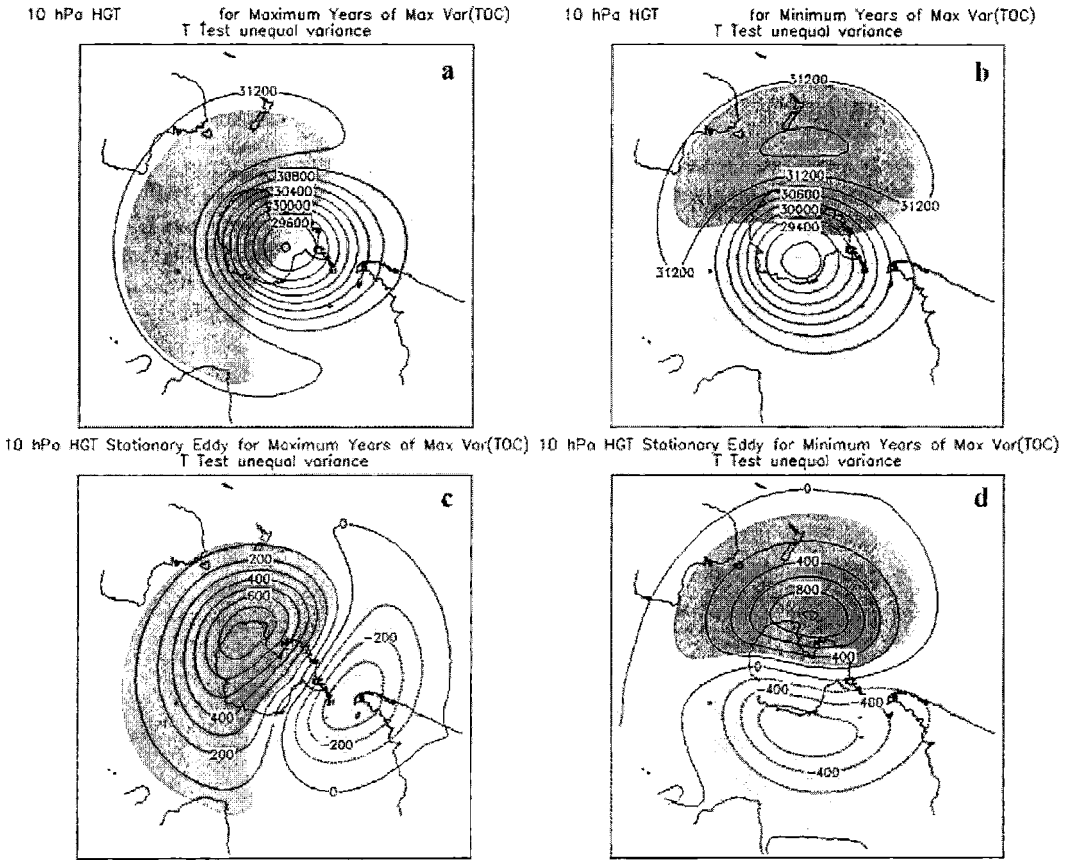 10 hPa HGT for Maximum Years of Max Var(TOC)
T Test unequal variance
a
31200
30800
30400
30000
29600
10 hPa HGT for Minimum Years of Max Var(TOC)
T Test unequal variance
b
31200
31200
30600
30000
29400
31200
31200
10 hPa HGT Stationary Eddy for Maximum Years of Max Var(TOC)
T Test unequal variance
c
0
200
400
600
-200
400
200
-200
0
10 hPa HGT Stationary Eddy for Minimum Years of Max Var(TOC)
T Test unequal variance
d
0
400
800
400
0
-400
-400
-400